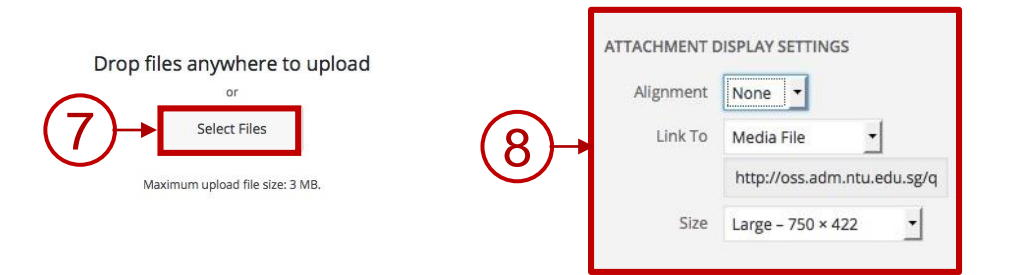 Drop files anywhere to upload
or
7
Select Files
Maximum upload file size: 3 MB.
8
ATTACHMENT DISPLAY SETTINGS
Alignment None
Link To Media File
http://oss.adm.ntu.edu.sg/q
Size Large – 750 × 422